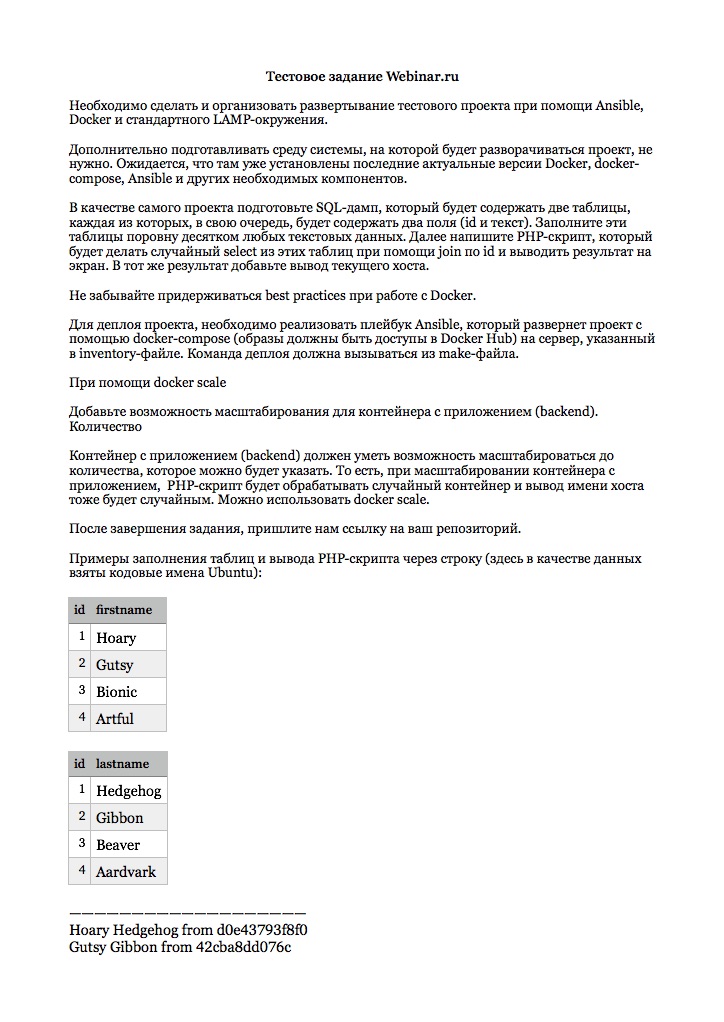 Тестовое задание Webinar.ru
Необходимо сделать и организовать развертывание тестового проекта при помощи Ansible,
Docker и стандартного LAMP-окружения.
Дополнительно подготавливать среду системы, на которой будет разворачиваться проект, не
нужно. Ожидается, что там уже установлены последние актуальные версии Docker, docker-
compose, Ansible и других необходимых компонентов.
В качестве самого проекта подготовьте SQL-дамп, который будет содержать две таблицы,
каждая из которых, в свою очередь, будет содержать два поля (id и текст). Заполните эти
таблицы поровну десятком любых текстовых данных. Далее напишите PHP-скрипт, который
будет делать случайный select из этих таблиц при помощи join по id и выводить результат на
экран. В тот же результат добавьте вывод текущего хоста.
Не забывайте придерживаться best practices при работе с Docker.
Для деплоя проекта, необходимо реализовать плейбук Ansible, который развернет проект с
помощью docker-compose (образы должны быть доступы в Docker Hub) на сервер, указанный
в inventory-файле. Команда деплоя должна вызываться из make-файла.
При помощи docker scale
Добавьте возможность масштабирования для контейнера с приложением (backend).
Количество
Контейнер с приложением (backend) должен уметь возможность масштабироваться до
количества, которое можно будет указать. То есть, при масштабировании контейнера с
приложением,  PHP-скрипт будет обрабатывать случайный контейнер и вывод имени хоста
тоже будет случайным. Можно использовать docker scale.
После завершения задания, пришлите нам ссылку на ваш репозиторий.
Примеры заполнения таблиц и вывода PHP-скрипта через строку (здесь в качестве данных
взяты кодовые имена Ubuntu):
id firstname
1 Hoary
2 Gutsy
3 Bionic
4 Artful
id lastname
1 Hedgehog
2 Gibbon
3 Beaver
4 Aardvark
———————————————————
Hoary Hedgehog from d0e43793f8f0
Gutsy Gibbon from 42cba8dd076c